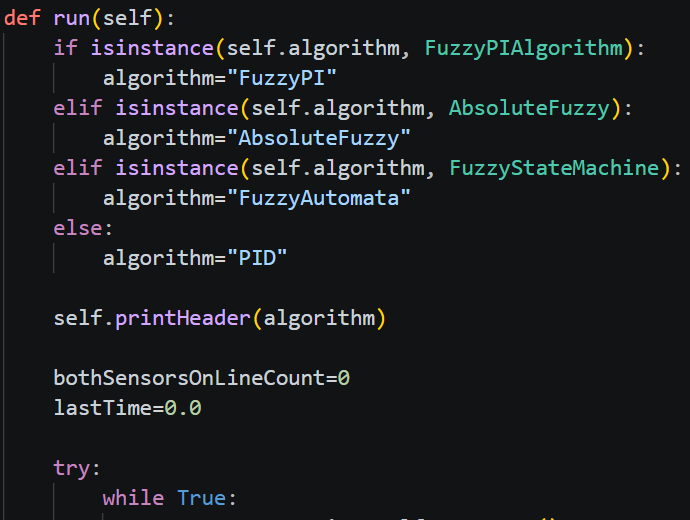 def run(self):
    if isinstance(self.algorithm, FuzzyPIAlgorithm):
        algorithm="FuzzyPI"
    elif isinstance(self.algorithm, AbsoluteFuzzy):
        algorithm="AbsoluteFuzzy"
    elif isinstance(self.algorithm, FuzzyStateMachine):
        algorithm="FuzzyAutomata"
    else:
        algorithm="PID"
    self.printHeader(algorithm)
    bothSensorsOnLineCount=0
    lastTime=0.0
    try:
        while True: